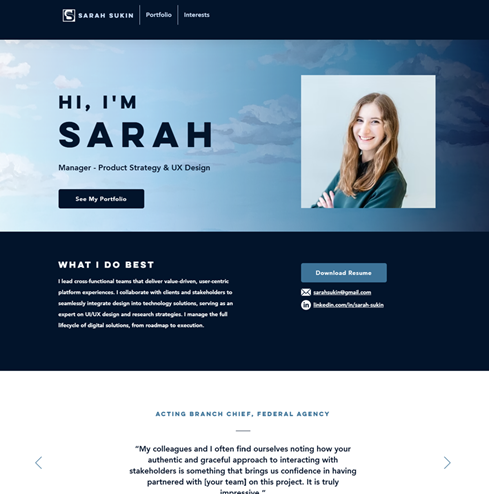 SARAH SUKIN
Portfolio
Interests
HI, I'M
SARAH
Manager - Product Strategy & UX Design
See My Portfolio
WHAT I DO BEST
I lead cross-functional teams that deliver value-driven, user-centric
platform experiences. I collaborate with clients and stakeholders to
seamlessly integrate design into technology solutions, serving as an
expert on UI/UX design and research strategies. I manage the full
lifecycle of digital solutions, from roadmap to execution.
Download Resume
sarahsukin@gmail.com
linkedin.com/in/sarah-sukin
ACTING BRANCH CHIEF, FEDERAL AGENCY
“My colleagues and I often find ourselves noting how your
authentic and graceful approach to interacting with
stakeholders is something that brings us confidence in having
partnered with [your team] on this project. It is truly
impressive.”